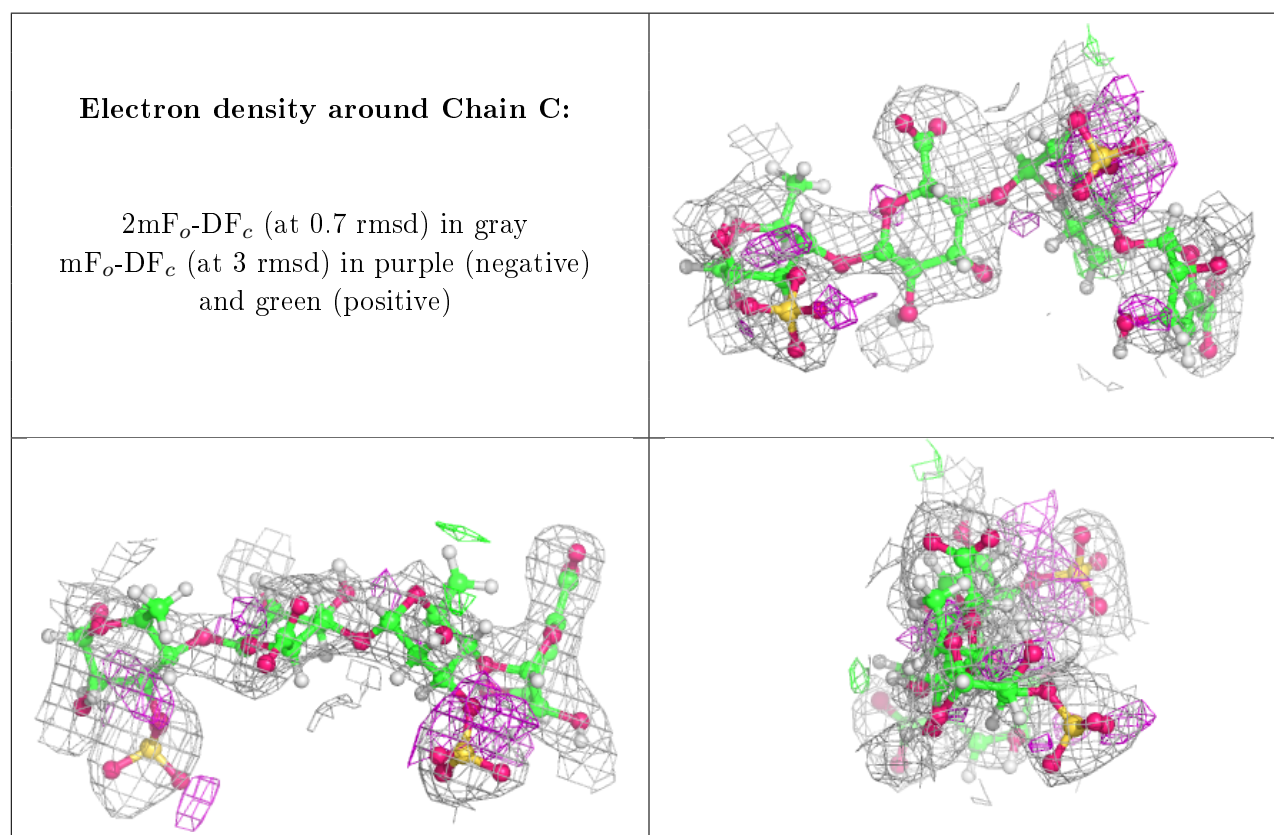 Electron density around Chain C:
2mFₒ-DF𝒸 (at 0.7 rmsd) in gray
mFₒ-DF𝒸 (at 3 rmsd) in purple (negative)
and green (positive)